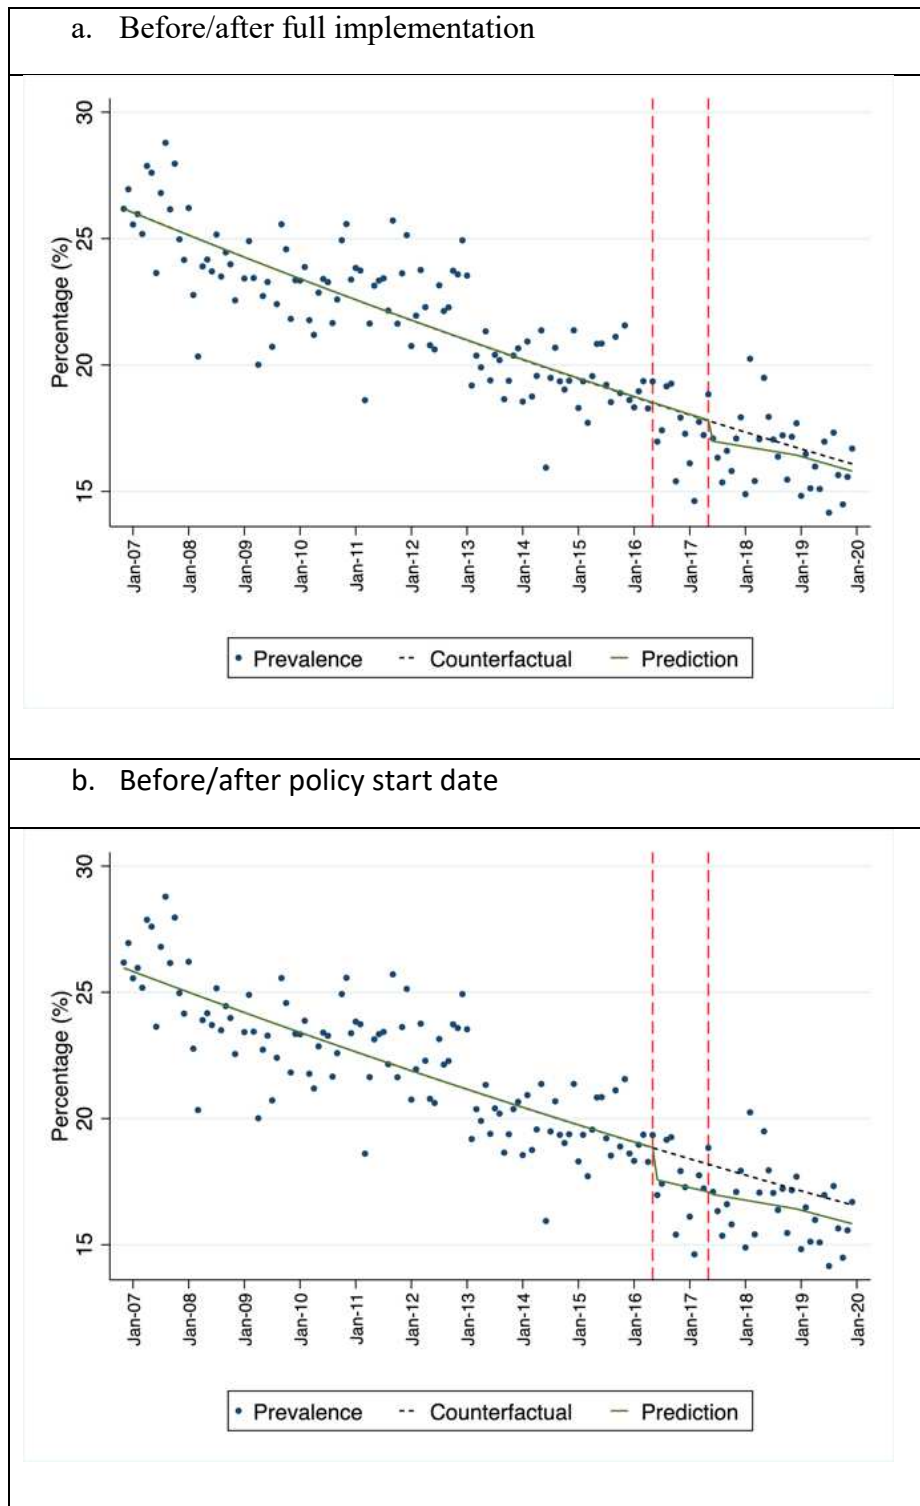 a. Before/after full implementation
Percentage (%)
30
25
20
15
Jan-07
Jan-08
Jan-09
Jan-10
Jan-11
Jan-12
Jan-13
Jan-14
Jan-15
Jan-16
Jan-17
Jan-18
Jan-19
Jan-20
Prevalence Counterfactual Prediction
b. Before/after policy start date
Percentage (%)
30
25
20
15
Jan-07
Jan-08
Jan-09
Jan-10
Jan-11
Jan-12
Jan-13
Jan-14
Jan-15
Jan-16
Jan-17
Jan-18
Jan-19
Jan-20
Prevalence Counterfactual Prediction